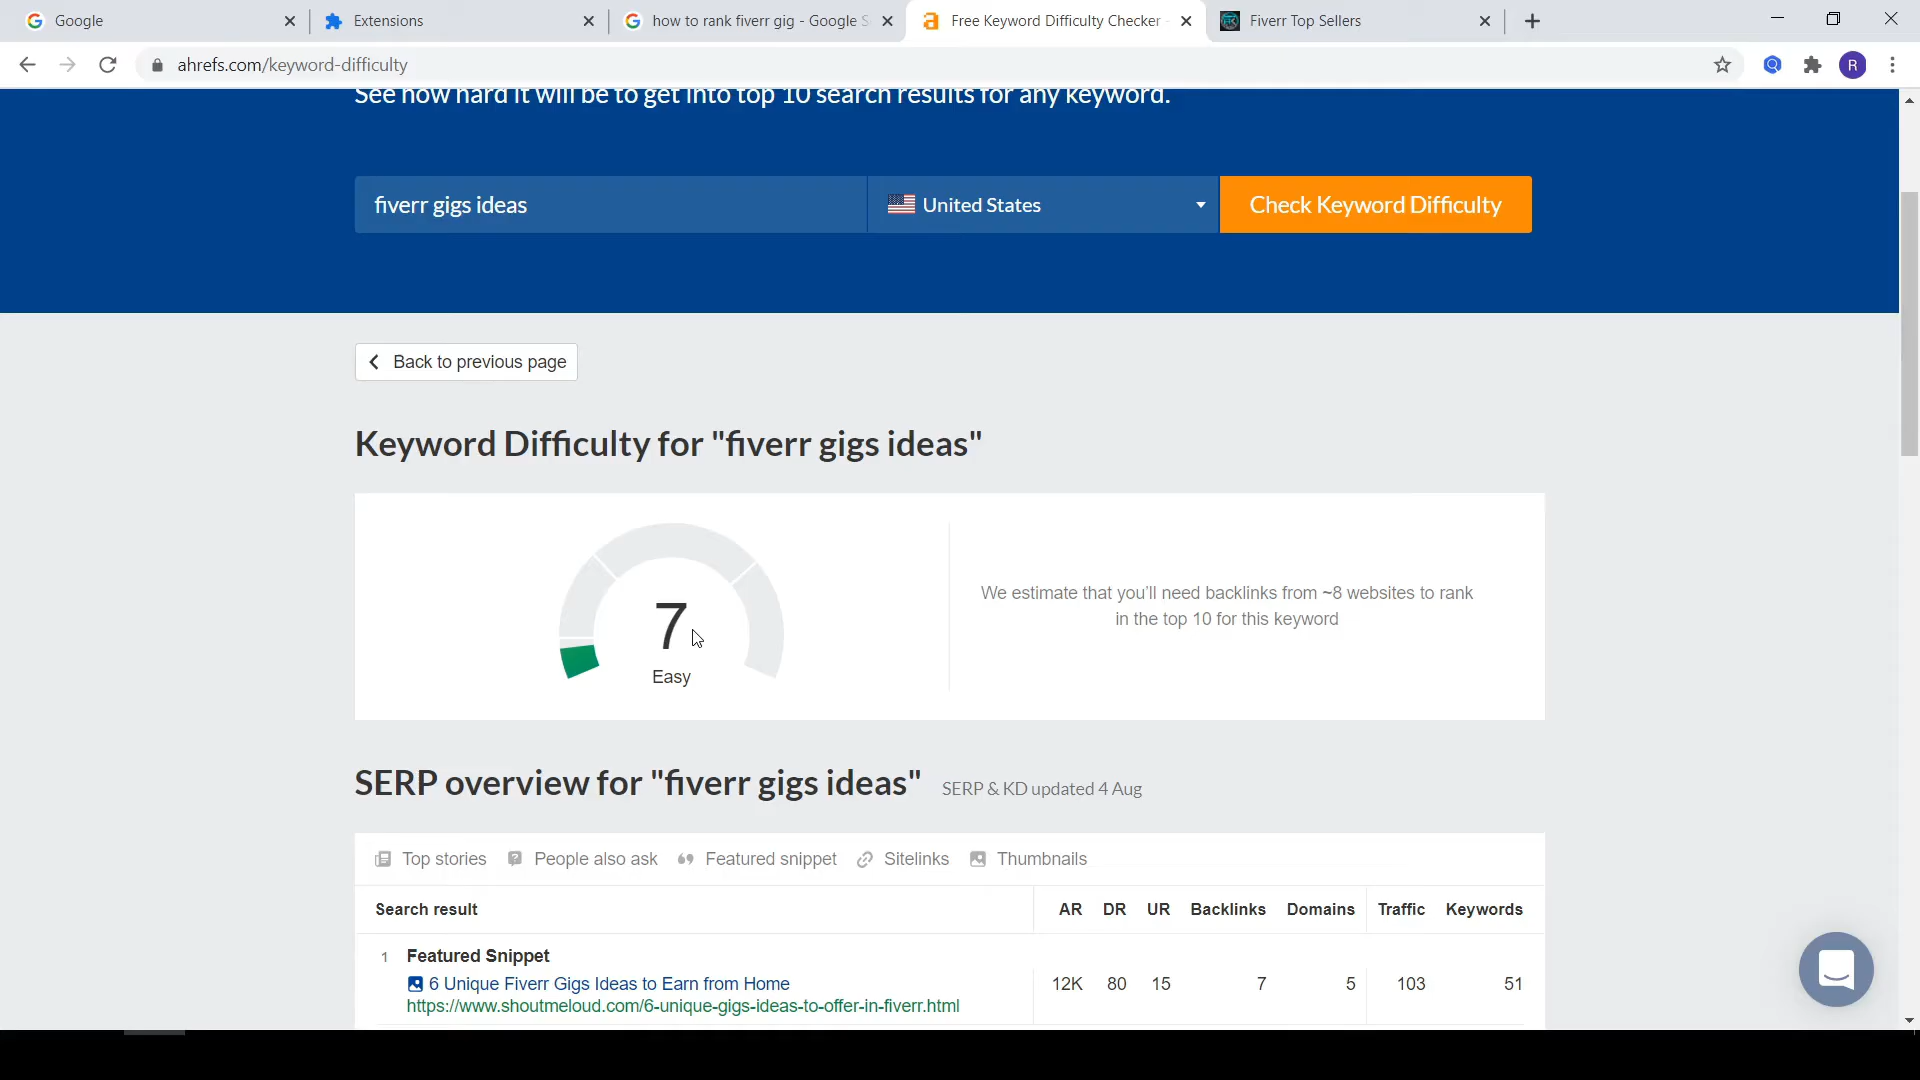 Google
Extensions
how to rank fiverr gig - Google S
Free Keyword Difficulty Checker -
Fiverr Top Sellers
ahrefs.com/keyword-difficulty
R
See how hard it will be to get into top 10 search results for any keyword.
fiverr gigs ideas
United States
Check Keyword Difficulty
Back to previous page
Keyword Difficulty for "fiverr gigs ideas"
7
Easy
We estimate that you'll need backlinks from ~8 websites to rank
in the top 10 for this keyword
SERP overview for "fiverr gigs ideas" SERP & KD updated 4 Aug
Top stories People also ask Featured snippet Sitelinks Thumbnails
Search result AR DR UR Backlinks Domains Traffic Keywords
1 Featured Snippet
6 Unique Fiverr Gigs Ideas to Earn from Home 12K 80 15 7 5 103 51
https://www.shoutmeloud.com/6-unique-gigs-ideas-to-offer-in-fiverr.html